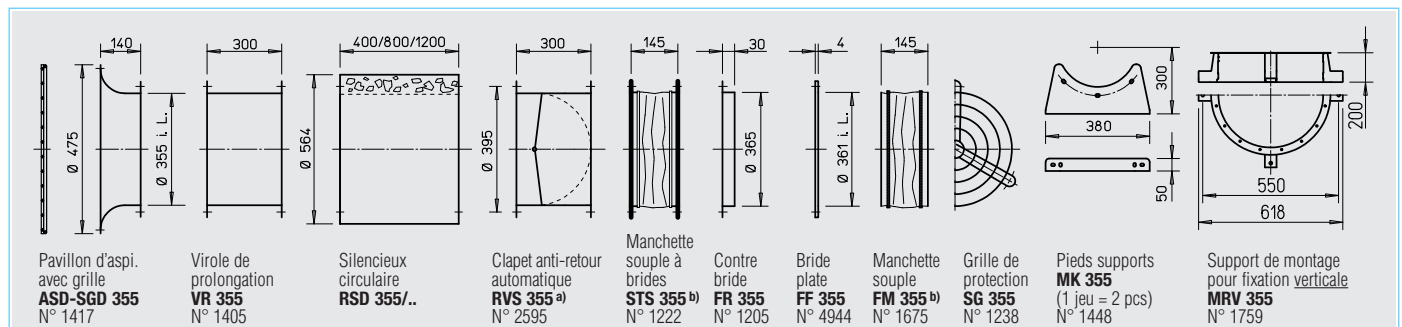 140
300
400/800/1200
300
145
30
4
145
Ø 475
Ø 355 i. L.
Ø 564
Ø 395
Ø 365
Ø 361 i. L.
300
380
50
200
550
618
Pavillon d'aspi.
avec grille
ASD-SGD 355
N° 1417
Virole de
prolongation
VR 355
N° 1405
Silencieux
circulaire
RSD 355/..
Clapet anti-retour
automatique
RVS 355 a)
N° 2595
Manchette
souple à
brides
STS 355 b)
N° 1222
Contre
bride
FR 355
N° 1205
Bride
plate
FF 355
N° 4944
Manchette
souple
FM 355 b)
N° 1675
Grille de
protection
SG 355
N° 1238
Pieds supports
MK 355
(1 jeu = 2 pcs)
N° 1448
Support de montage
pour fixation verticale
MRV 355
N° 1759